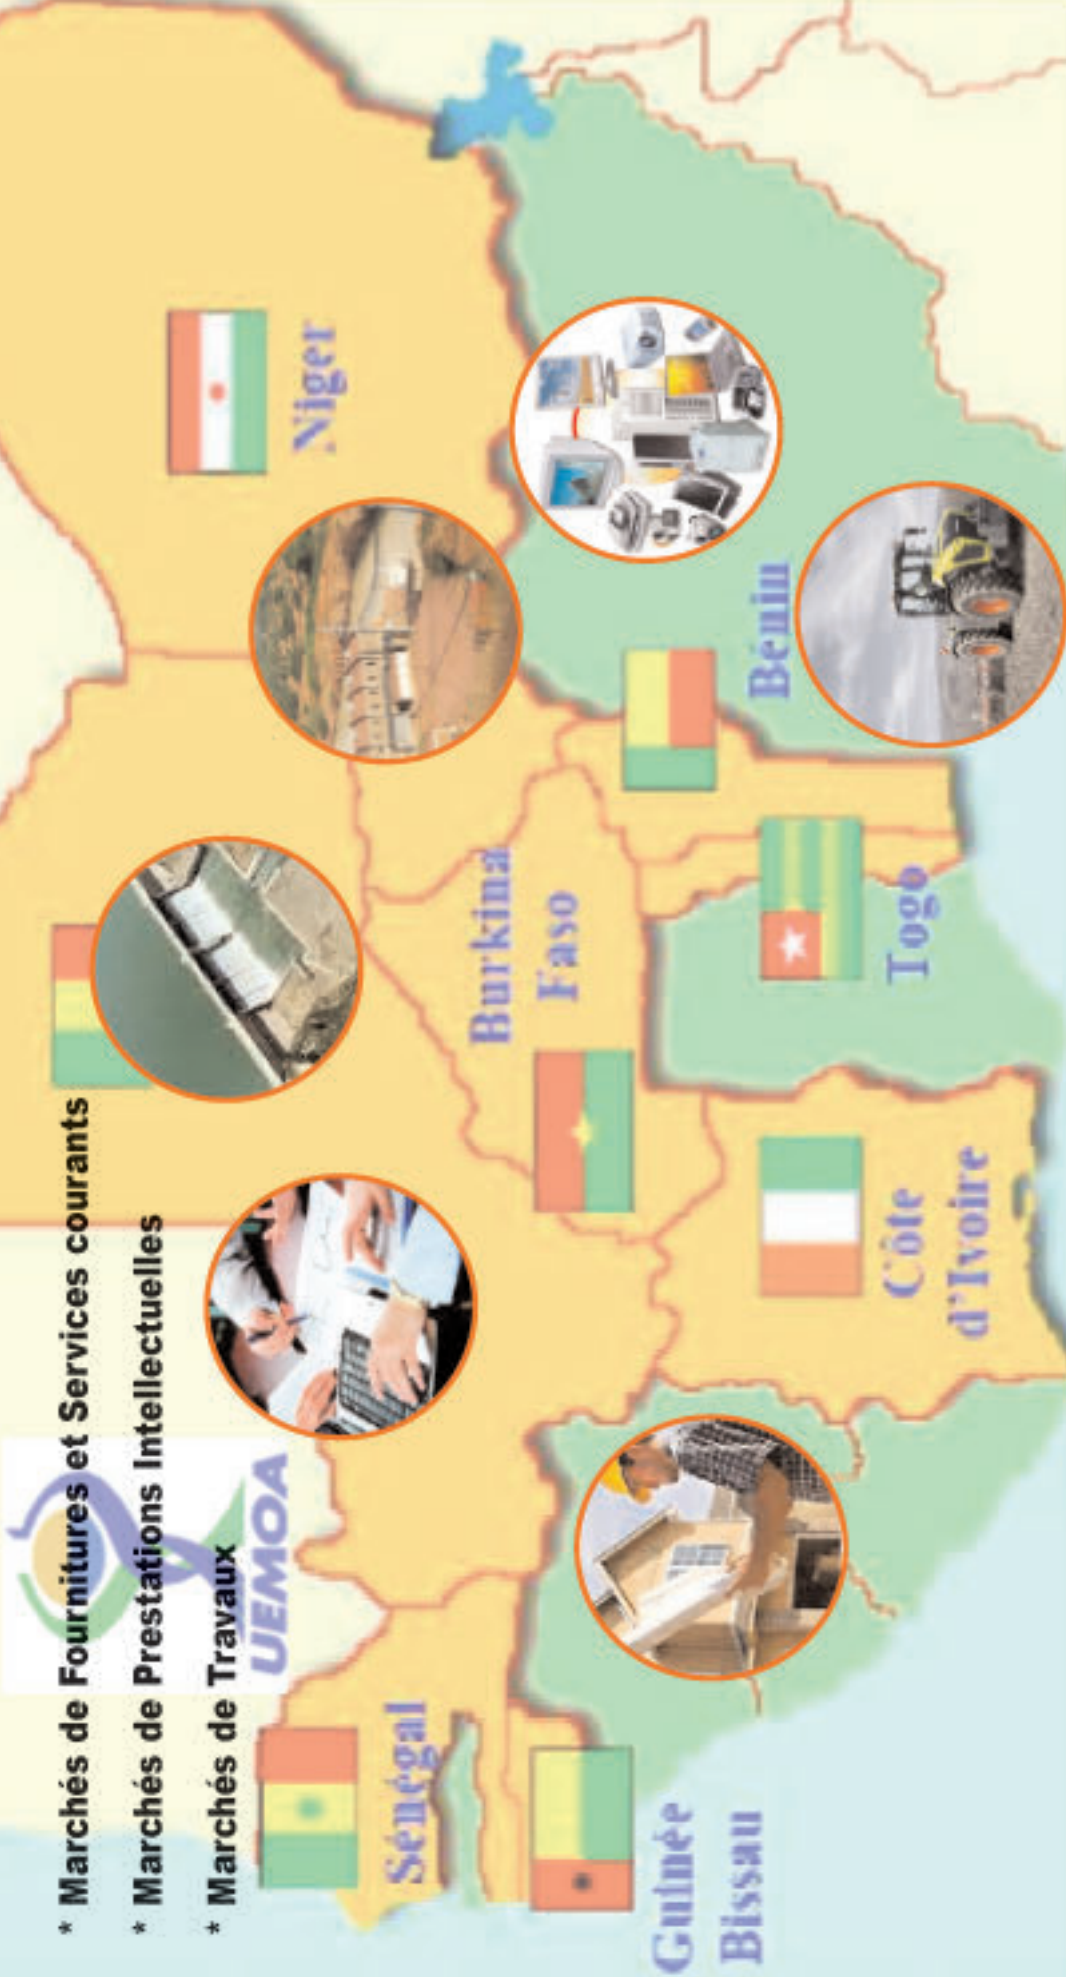 * Marchés de Fournitures et Services courants
* Marchés de Prestations Intellectuelles
* Marchés de Travaux
UEMOA
Niger
Sénégal
Burkina
Faso
Guinée
Bissau
Bénin
Togo
Côte
d'Ivoire